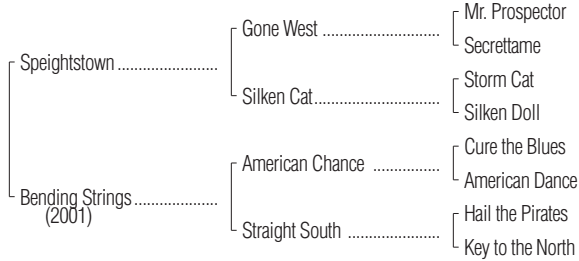 Mr. Prospector
Gone West ............................
Secrettame
Speightstown ........................
Storm Cat
Silken Cat..............................
Silken Doll
Cure the Blues
American Chance ...................
American Dance
Bending Strings ....................
(2001)
Hail the Pirates
Straight South ......................
Key to the North